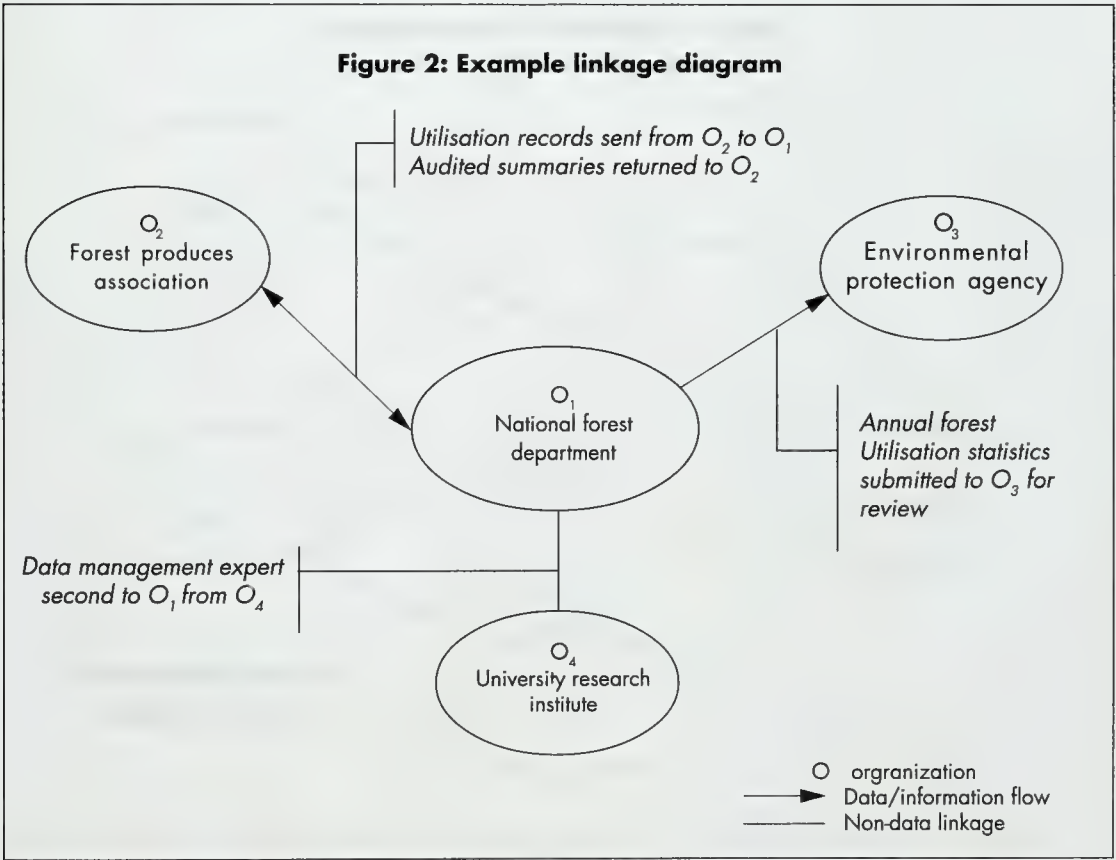 Figure 2: Example linkage diagram
Utilisation records sent from O₂ to O₁
Audited summaries returned to O₂
O₂
Forest produces
association
O₃
Environmental
protection agency
O₁
National forest
department
Annual forest
Utilisation statistics
submitted to O₃ for
review
Data management expert
second to O₁ from O₄
O₄
University research
institute
O orgranization
Data/information flow
Non-data linkage